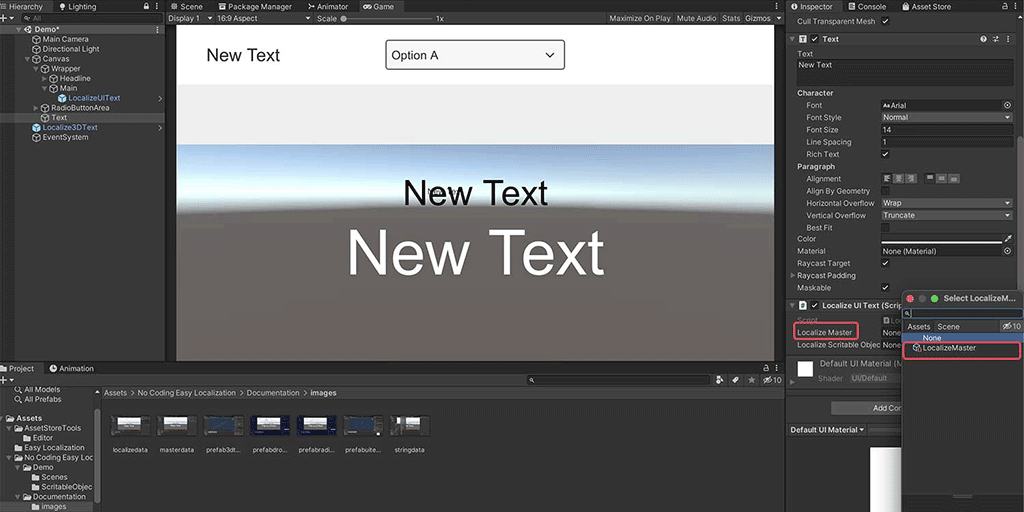 Hierarchy
Lighting
All
Demo*
Main Camera
Directional Light
Canvas
Wrapper
Headline
Main
LocalizeUIText
RadioButtonArea
Text
Localize3DText
EventSystem
Scene
Package Manager
Animator
Game
Display 1
16:9 Aspect
Scale
1x
Maximize On Play
Mute Audio
Stats
Gizmos
New Text
Option A
New Text
New Text
Inspector
Console
Asset Store
Cull Transparent Mesh
Text
Text
New Text
Character
Font
Arial
Font Style
Normal
Font Size
14
Line Spacing
1
Rich Text
Paragraph
Alignment
Align By Geometry
Horizontal Overflow
Wrap
Vertical Overflow
Truncate
Best Fit
Color
Material
None (Material)
Raycast Target
Raycast Padding
Maskable
Localize UI Text (Scrip
Script
Localize Master
None
Localize Scritable Objec
None
Default UI Material (M
Shader
UI/Default
Add Com
Default UI Material
Select LocalizeM...
Assets
Scene
10
None
LocalizeMaster
Project
Animation
10
All Models
All Prefabs
Assets
AssetStoreTools
Editor
Easy Localization
No Coding Easy Loc
Demo
Scenes
ScritableObjec
Documentation
images
Assets > No Coding Easy Localization > Documentation > images
localizedata
masterdata
prefab3dt...
prefabdro...
prefabradi...
prefabuite...
stringdata